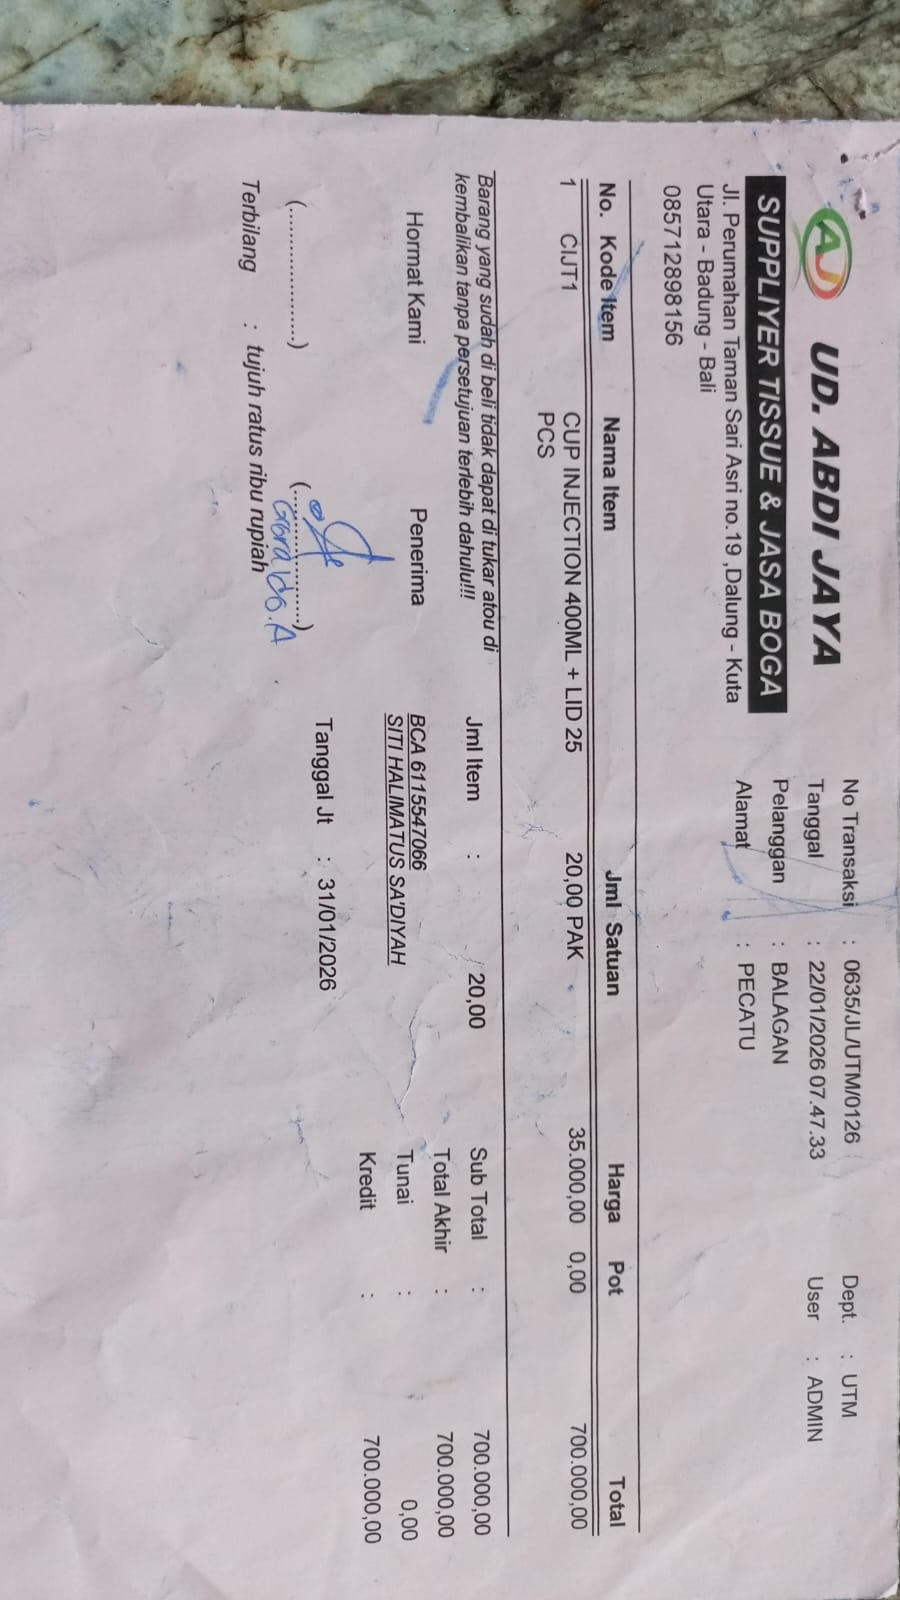 AJ UD. ABDI JAYA
SUPPLIYER TISSUE & JASA BOGA
Jl. Perumahan Taman Sari Asri no.19 ,Dalung - Kuta
Utara - Badung - Bali
085712898156
No Transaksi : 0635/JL/UTM/0126
Tanggal : 22/01/2026 07.47.33
Pelanggan : BALAGAN
Alamat : PECATU
Dept. : UTM
User : ADMIN
No. Kode Item Nama Item Jml Satuan Harga Pot Total
1 CIJT1 CUP INJECTION 400ML + LID 25 20,00 PAK 35.000,00 0,00 700.000,00
PCS
Barang yang sudah di beli tidak dapat di tukar atou di
kembalikan tanpa persetujuan terlebih dahulu!!!
Hormat Kami Penerima
(..................) (..................)
Geraldo.A
Terbilang : tujuh ratus ribu rupiah
Jml Item : 20,00
BCA 6115547066
SITI HALIMATUS SA'DIYAH
Tanggal Jt : 31/01/2026
Sub Total : 700.000,00
Total Akhir : 700.000,00
Tunai : 0,00
Kredit : 700.000,00